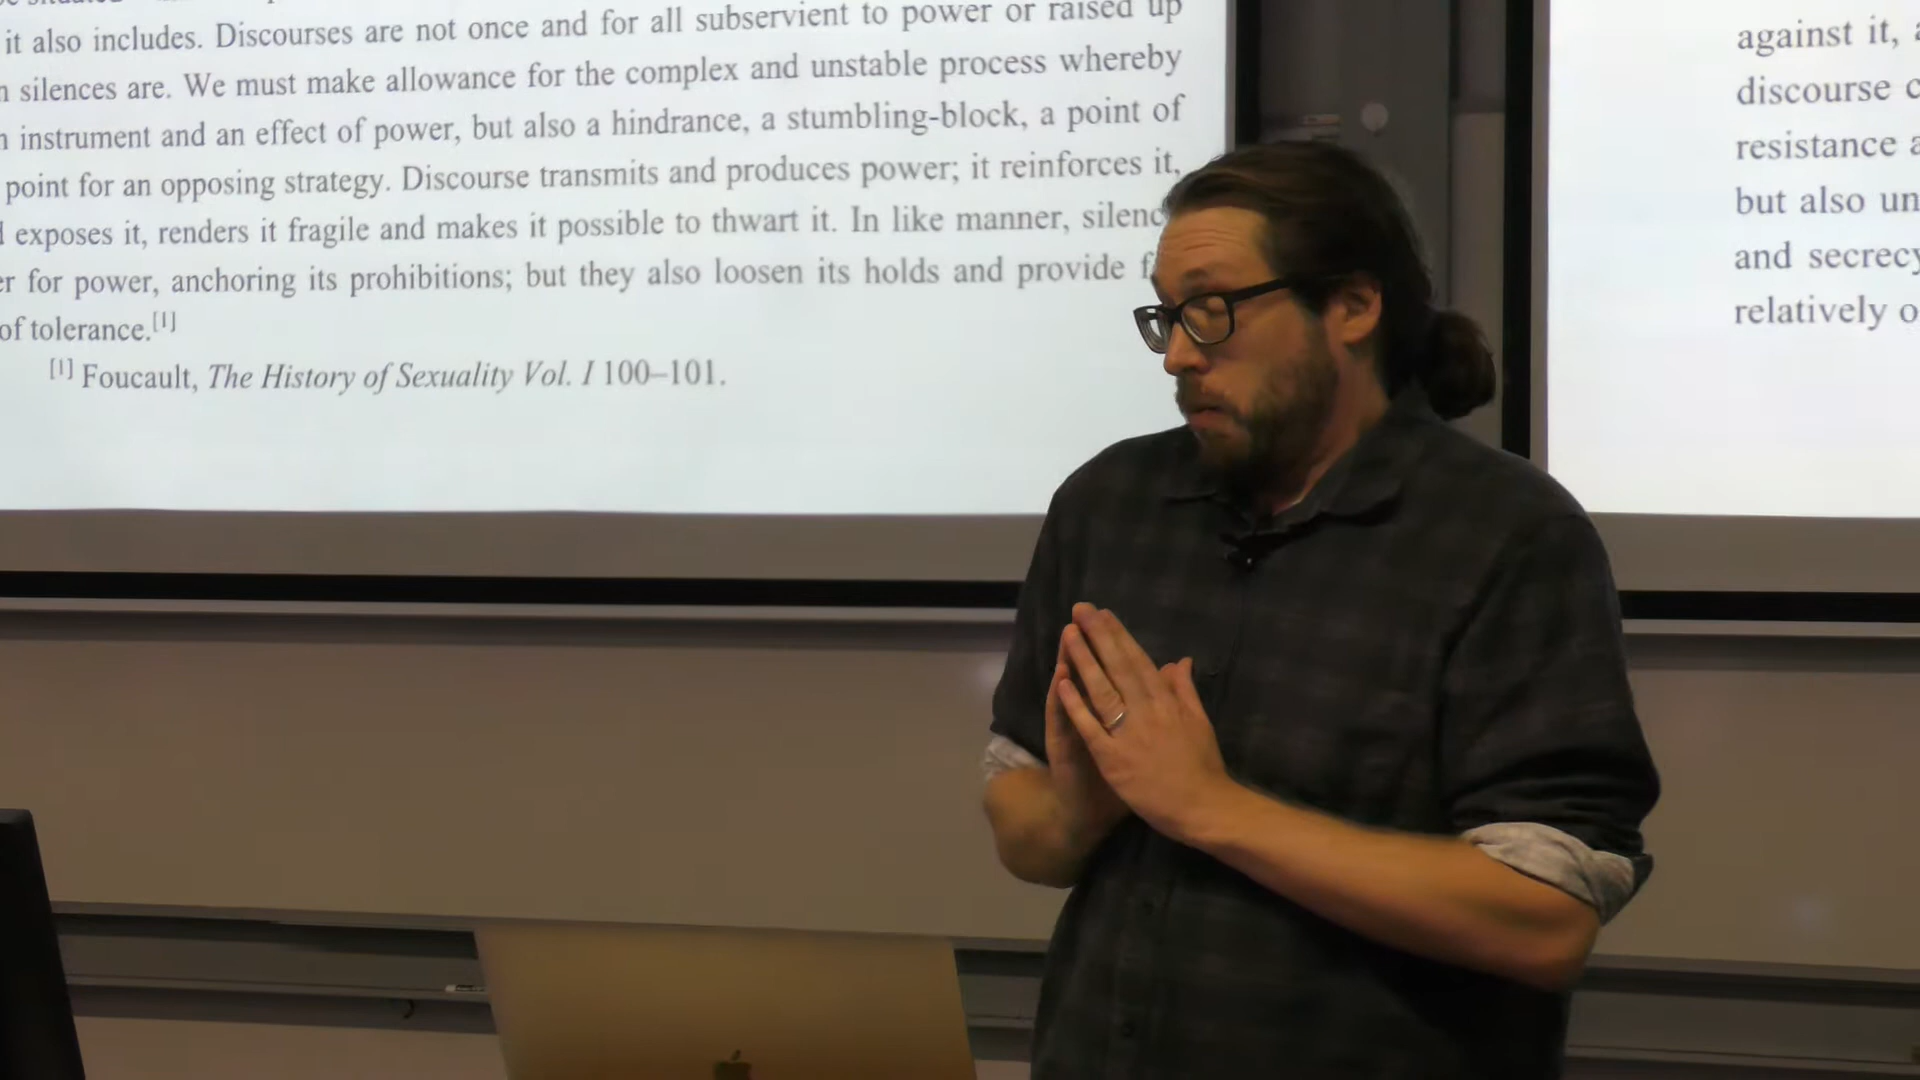 it also includes. Discourses are not once and for all subservient to power or raised up
silences are. We must make allowance for the complex and unstable process whereby
instrument and an effect of power, but also a hindrance, a stumbling-block, a point of
point for an opposing strategy. Discourse transmits and produces power; it reinforces it,
exposes it, renders it fragile and makes it possible to thwart it. In like manner, silenc
for power, anchoring its prohibitions; but they also loosen its holds and provide f
of tolerance.[1]
[1] Foucault, The History of Sexuality Vol. I 100–101.
against it,
discourse
resistance
but also un
and secrecy
relatively o